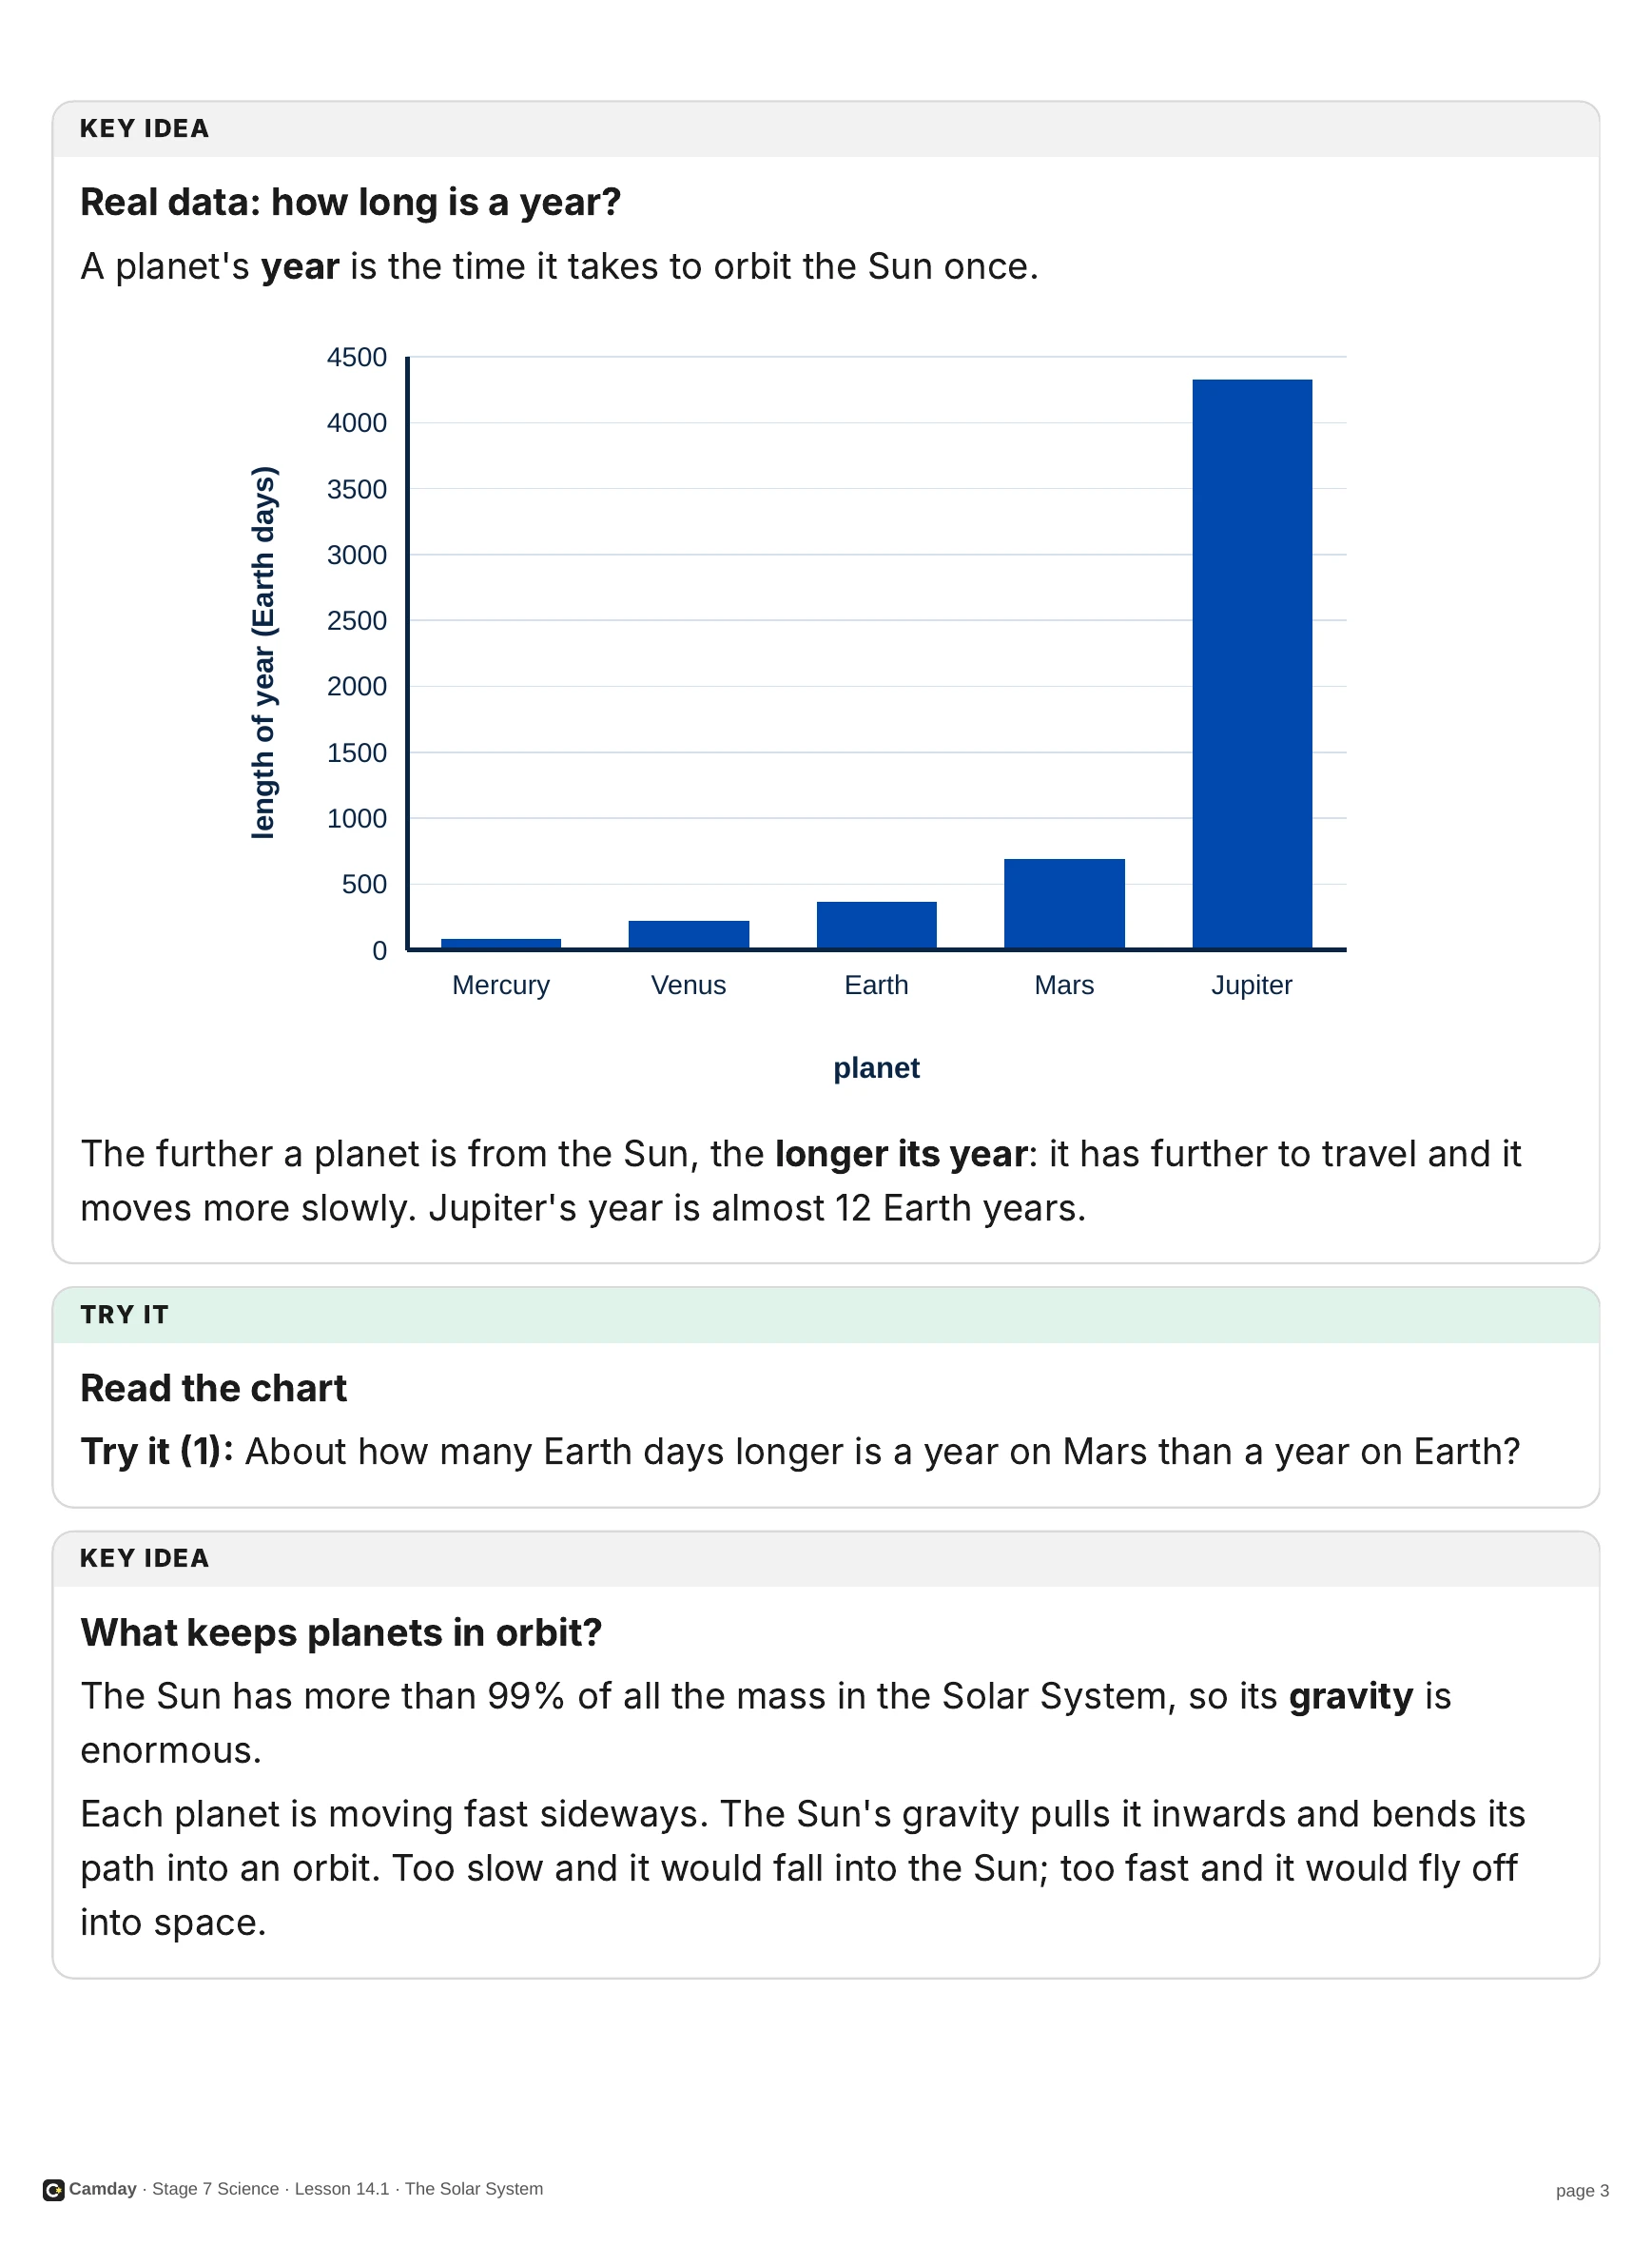 KEY IDEA
Real data: how long is a year?
A planet's year is the time it takes to orbit the Sun once.
4500
4000
3500
3000
2500
2000
1500
1000
500
0
length of year (Earth days)
Mercury Venus Earth Mars Jupiter
planet
The further a planet is from the Sun, the longer its year: it has further to travel and it
moves more slowly. Jupiter's year is almost 12 Earth years.
TRY IT
Read the chart
Try it (1): About how many Earth days longer is a year on Mars than a year on Earth?
KEY IDEA
What keeps planets in orbit?
The Sun has more than 99% of all the mass in the Solar System, so its gravity is
enormous.
Each planet is moving fast sideways. The Sun's gravity pulls it inwards and bends its
path into an orbit. Too slow and it would fall into the Sun; too fast and it would fly off
into space.
Camday · Stage 7 Science · Lesson 14.1 · The Solar System
page 3